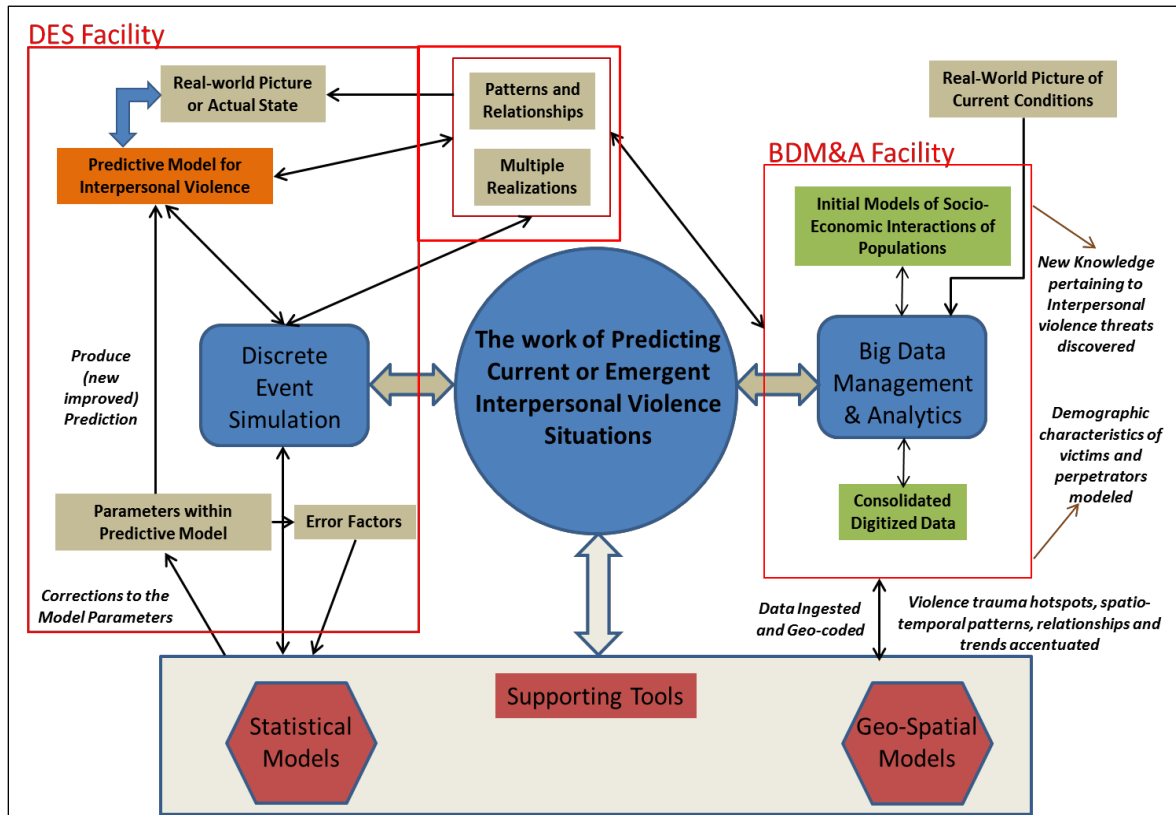 DES Facility
Real-world Picture
or Actual State
Predictive Model for
Interpersonal Violence
Patterns and
Relationships
Multiple
Realizations
Real-World Picture of
Current Conditions
BDM&A Facility
Initial Models of Socio-
Economic Interactions of
Populations
New Knowledge
pertaining to
Interpersonal
violence threats
discovered
Produce
(new
improved)
Prediction
Discrete
Event
Simulation
The work of Predicting
Current or Emergent
Interpersonal Violence
Situations
Big Data
Management
& Analytics
Demographic
characteristics of
victims and
perpetrators
modeled
Parameters within
Predictive Model
Error Factors
Consolidated
Digitized Data
Corrections to the
Model Parameters
Data Ingested
and Geo-coded
Violence trauma hotspots, spatio-
temporal patterns, relationships and
trends accentuated
Supporting Tools
Statistical
Models
Geo-Spatial
Models